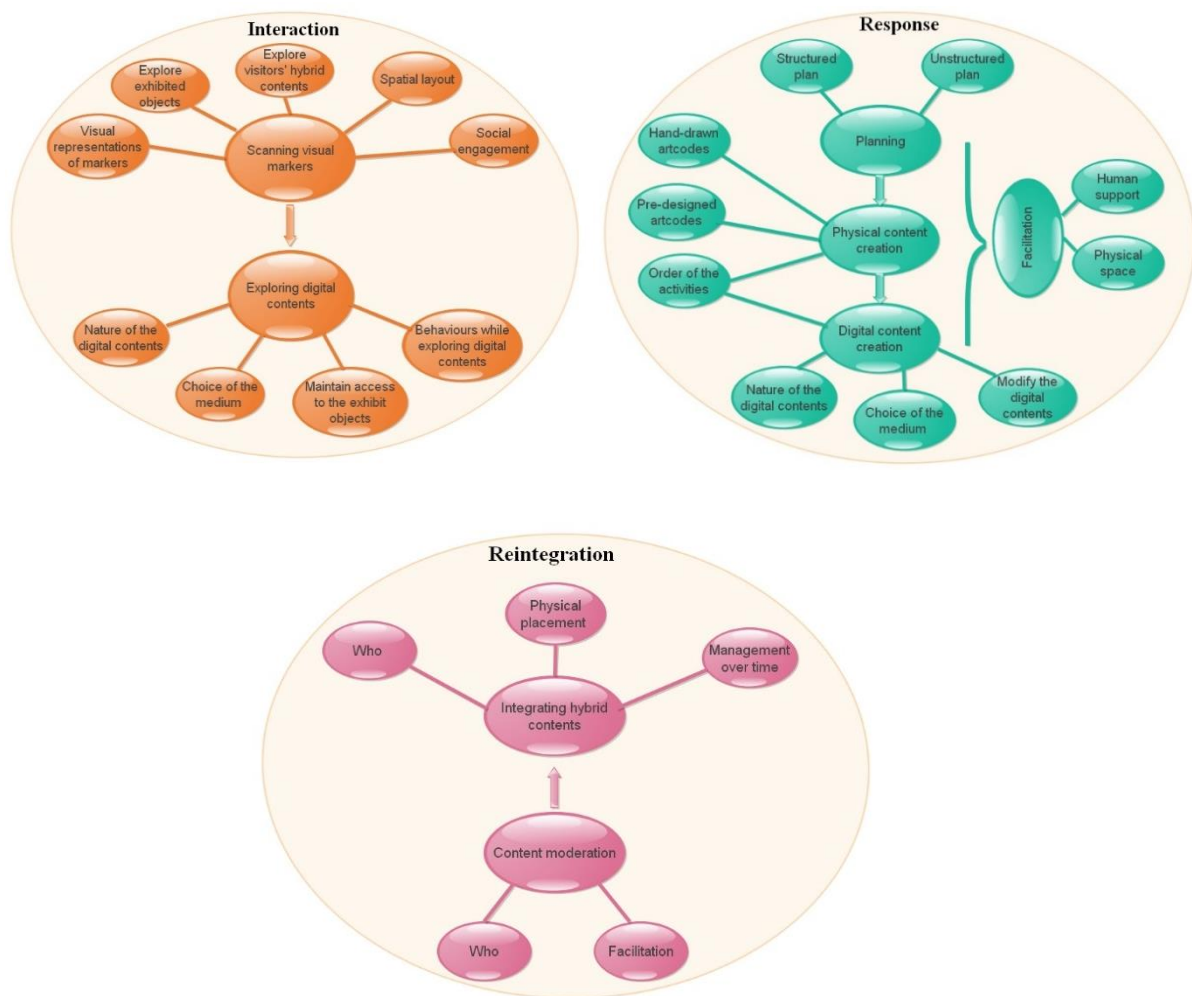 Interaction
Explore
visitors' hybrid
contents
Explore
exhibited
objects
Spatial layout
Visual
representations
of markers
Scanning visual
markers
Social
engagement
Exploring digital
contents
Nature of the
digital contents
Behaviours while
exploring digital
contents
Choice of the
medium
Maintain access
to the exhibit
objects
Response
Structured
plan
Unstructured
plan
Hand-drawn
artcodes
Planning
Human
support
Pre-designed
artcodes
Physical content
creation
Facilitation
Physical
space
Order of the
activities
Digital content
creation
Nature of the
digital contents
Choice of the
medium
Modify the
digital
contents
Reintegration
Physical
placement
Who
Management
over time
Integrating hybrid
contents
Content moderation
Who
Facilitation